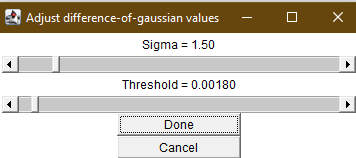 Adjust difference-of-gaussian values
Sigma = 1.50
Threshold = 0.00180
Done
Cancel